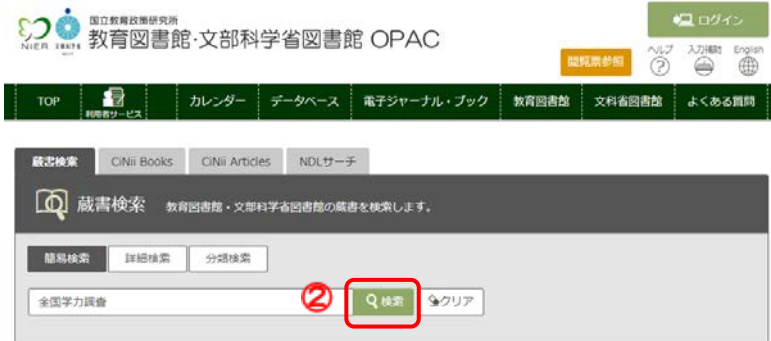 国立教育政策研究所
教育図書館・文部科学省図書館 OPAC
NIER
ログイン
閲覧票参照
ヘルプ
入力補助
English
TOP
利用者サービス
カレンダー
データベース
電子ジャーナル・ブック
教育図書館
文科省図書館
よくある質問
蔵書検索
CiNii Books
CiNii Articles
NDLサーチ
蔵書検索 教育図書館・文部科学省図書館の蔵書を検索します。
簡易検索
詳細検索
分類検索
全国学力調査
②
検索
クリア